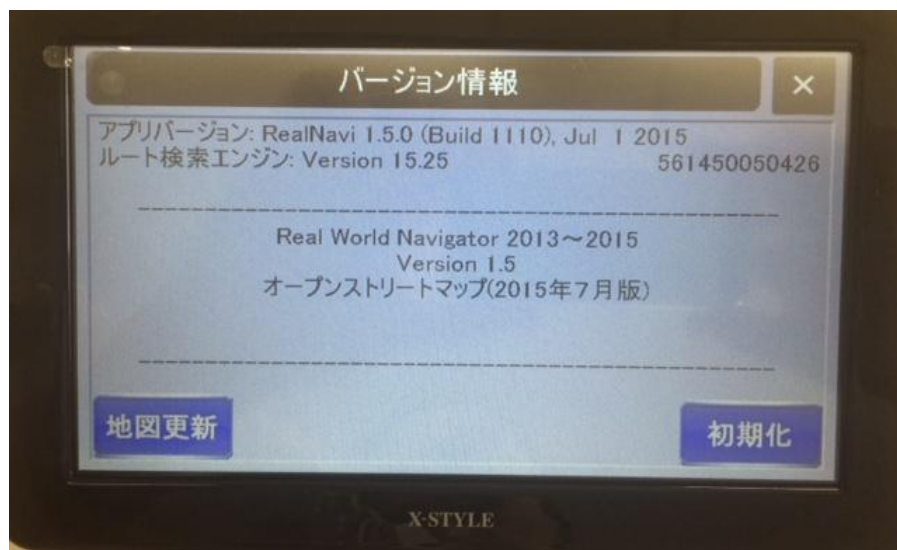 バージョン情報
×
アプリバージョン: RealNavi 1.5.0 (Build 1110), Jul 1 2015
ルート検索エンジン: Version 15.25 561450050426
Real World Navigator 2013～2015
Version 1.5
オープンストリートマップ(2015年7月版)
地図更新
初期化
X-STYLE